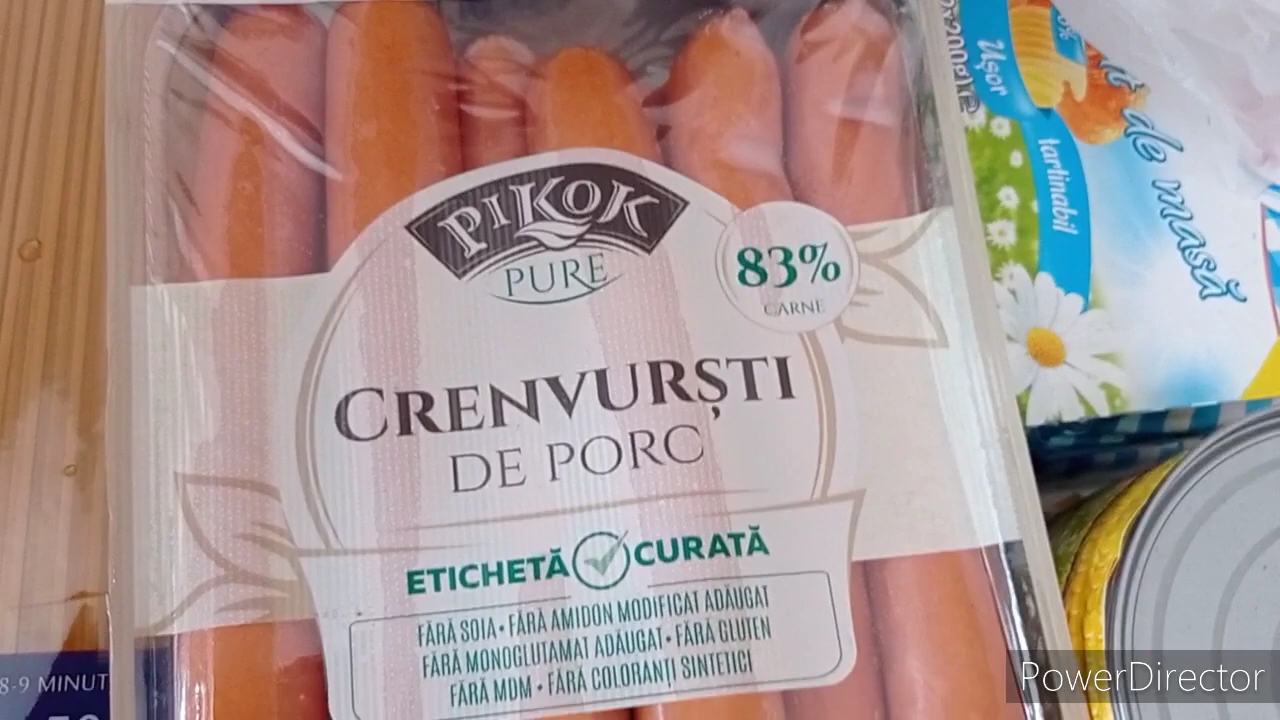 PIKOK
PURE
83%
CARNE
CRENVURȘTI
DE PORC
ETICHETĂ CURATĂ
FĂRĂ SOIA • FĂRĂ AMIDON MODIFICAT ADĂUGAT
FĂRĂ MONOGLUTAMAT ADĂUGAT • FĂRĂ GLUTEN
FĂRĂ MDM • FĂRĂ COLORANȚI SINTETICI
Ușor
tartinabil
de masă
8-9 MINUT
PowerDirector